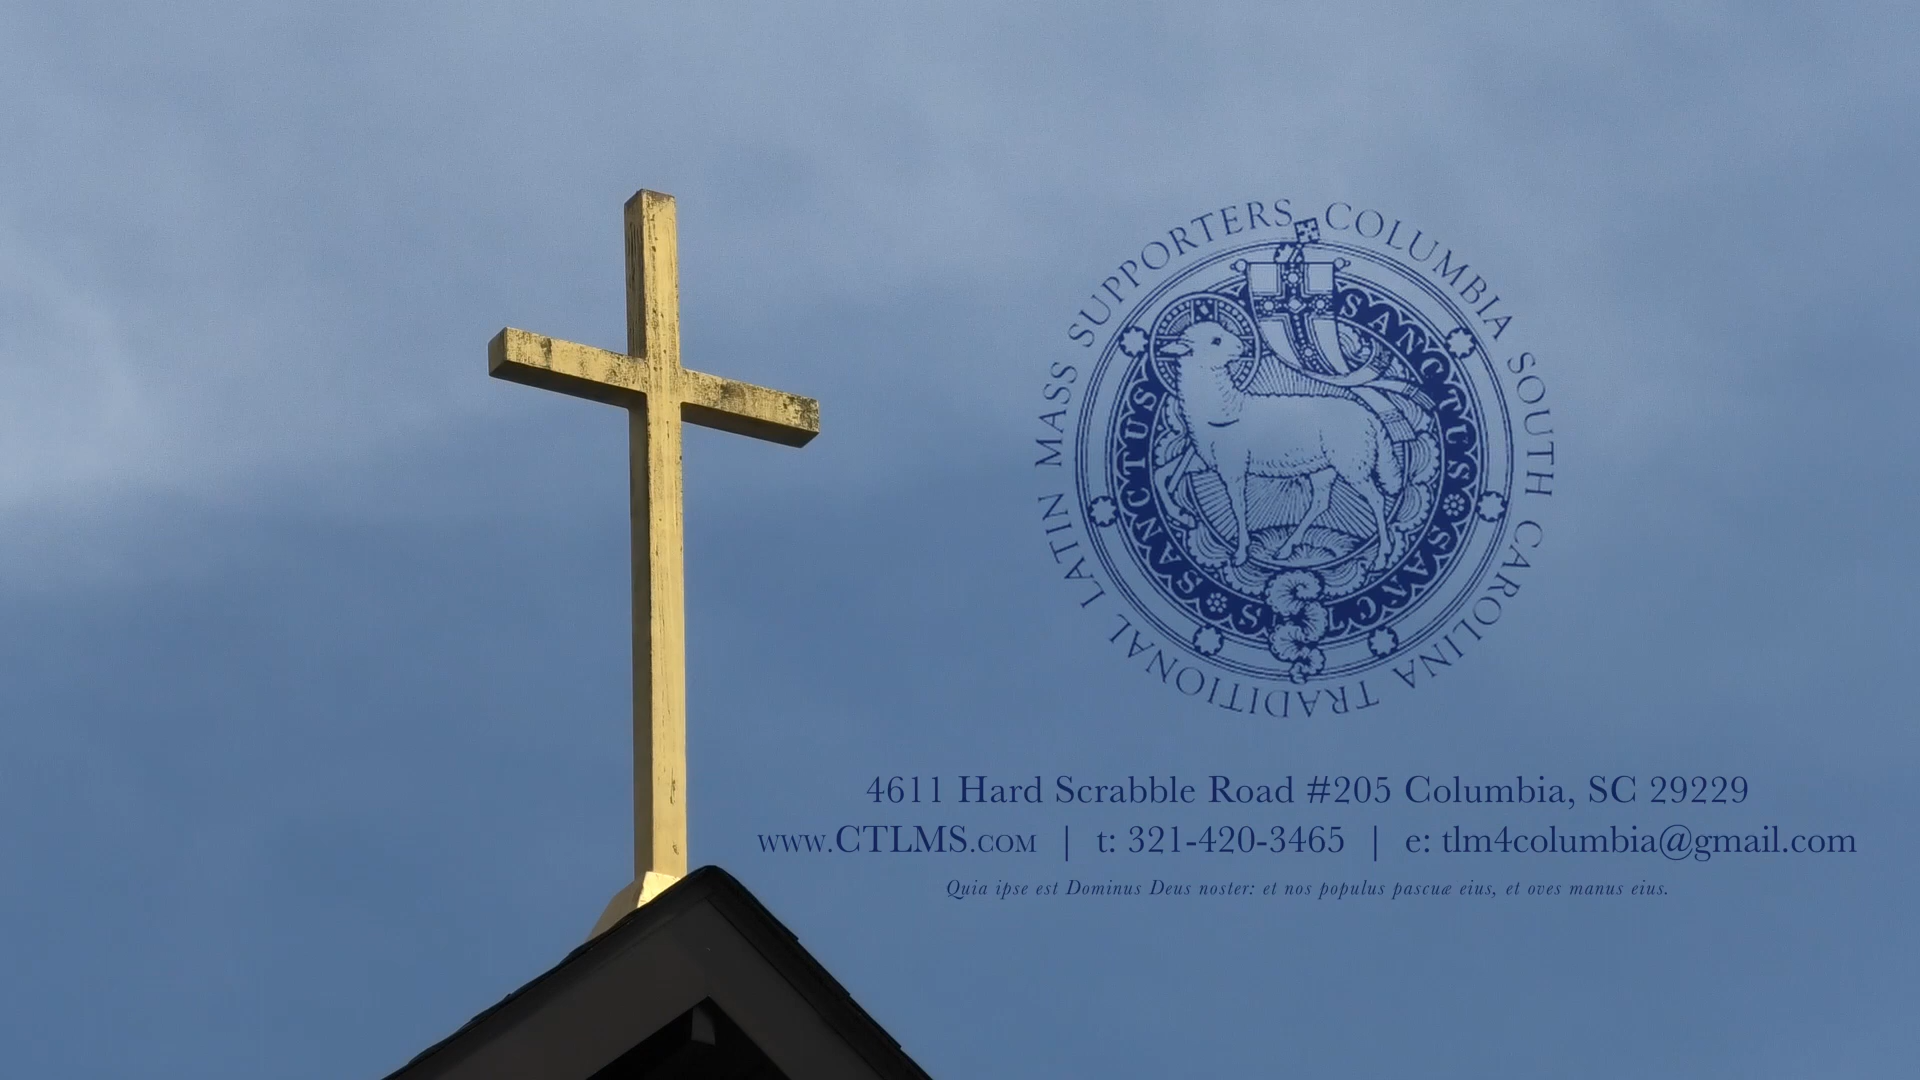 COLUMBIA SOUTH CAROLINA TRADITIONAL LATIN MASS SUPPORTERS
SANCTUS SANCTUS SANCTUS
4611 Hard Scrabble Road #205 Columbia, SC 29229
www.CTLMS.com | t: 321-420-3465 | e: tlm4columbia@gmail.com
Quia ipse est Dominus Deus noster: et nos populus pascuæ eius, et oves manus eius.